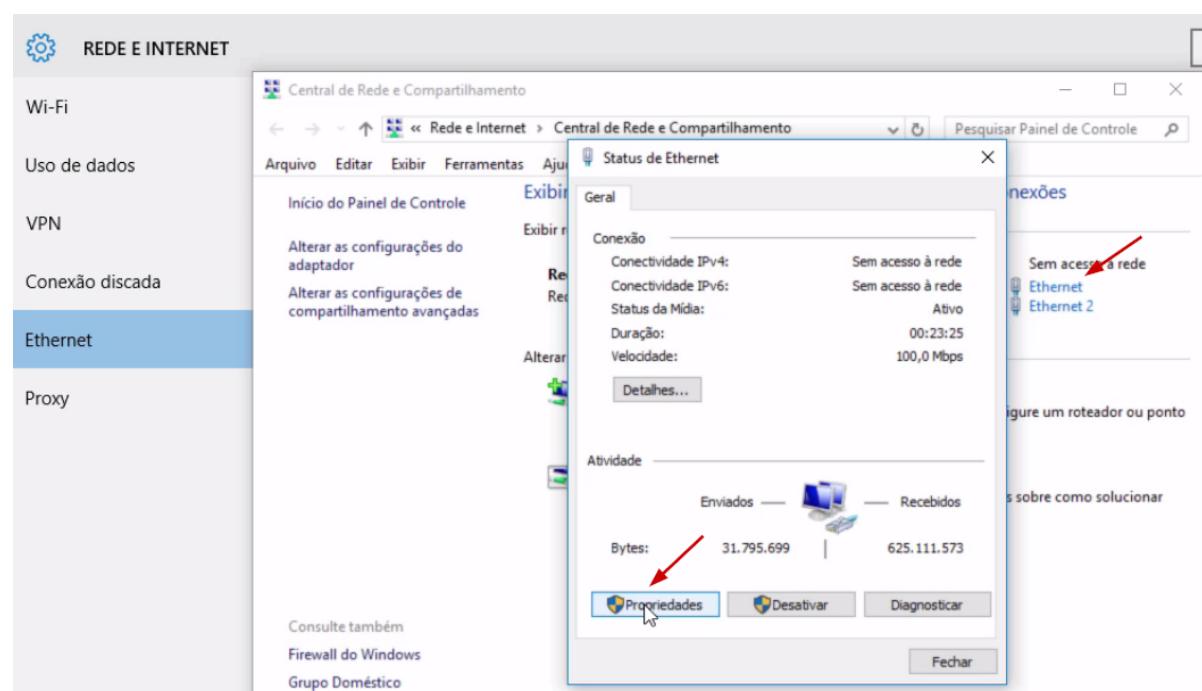 REDE E INTERNET
Wi-Fi
Uso de dados
VPN
Conexão discada
Ethernet
Proxy
Central de Rede e Compartilhamento
« Rede e Internet › Central de Rede e Compartilhamento
Pesquisar Painel de Controle
Arquivo Editar Exibir Ferramentas
Início do Painel de Controle
Alterar as configurações do
adaptador
Alterar as configurações de
compartilhamento avançadas
Consulte também
Firewall do Windows
Grupo Doméstico
Exibir
Exibir
Alterar
Status de Ethernet
Geral
Conexão
Conectividade IPv4: Sem acesso à rede
Conectividade IPv6: Sem acesso à rede
Status da Mídia: Ativo
Duração: 00:23:25
Velocidade: 100,0 Mbps
Detalhes...
Atividade
Enviados — Recebidos
Bytes: 31.795.699 | 625.111.573
Propriedades Desativar Diagnosticar
Fechar
nexões
Sem acesso à rede
Ethernet
Ethernet 2
igure um roteador ou ponto
s sobre como solucionar